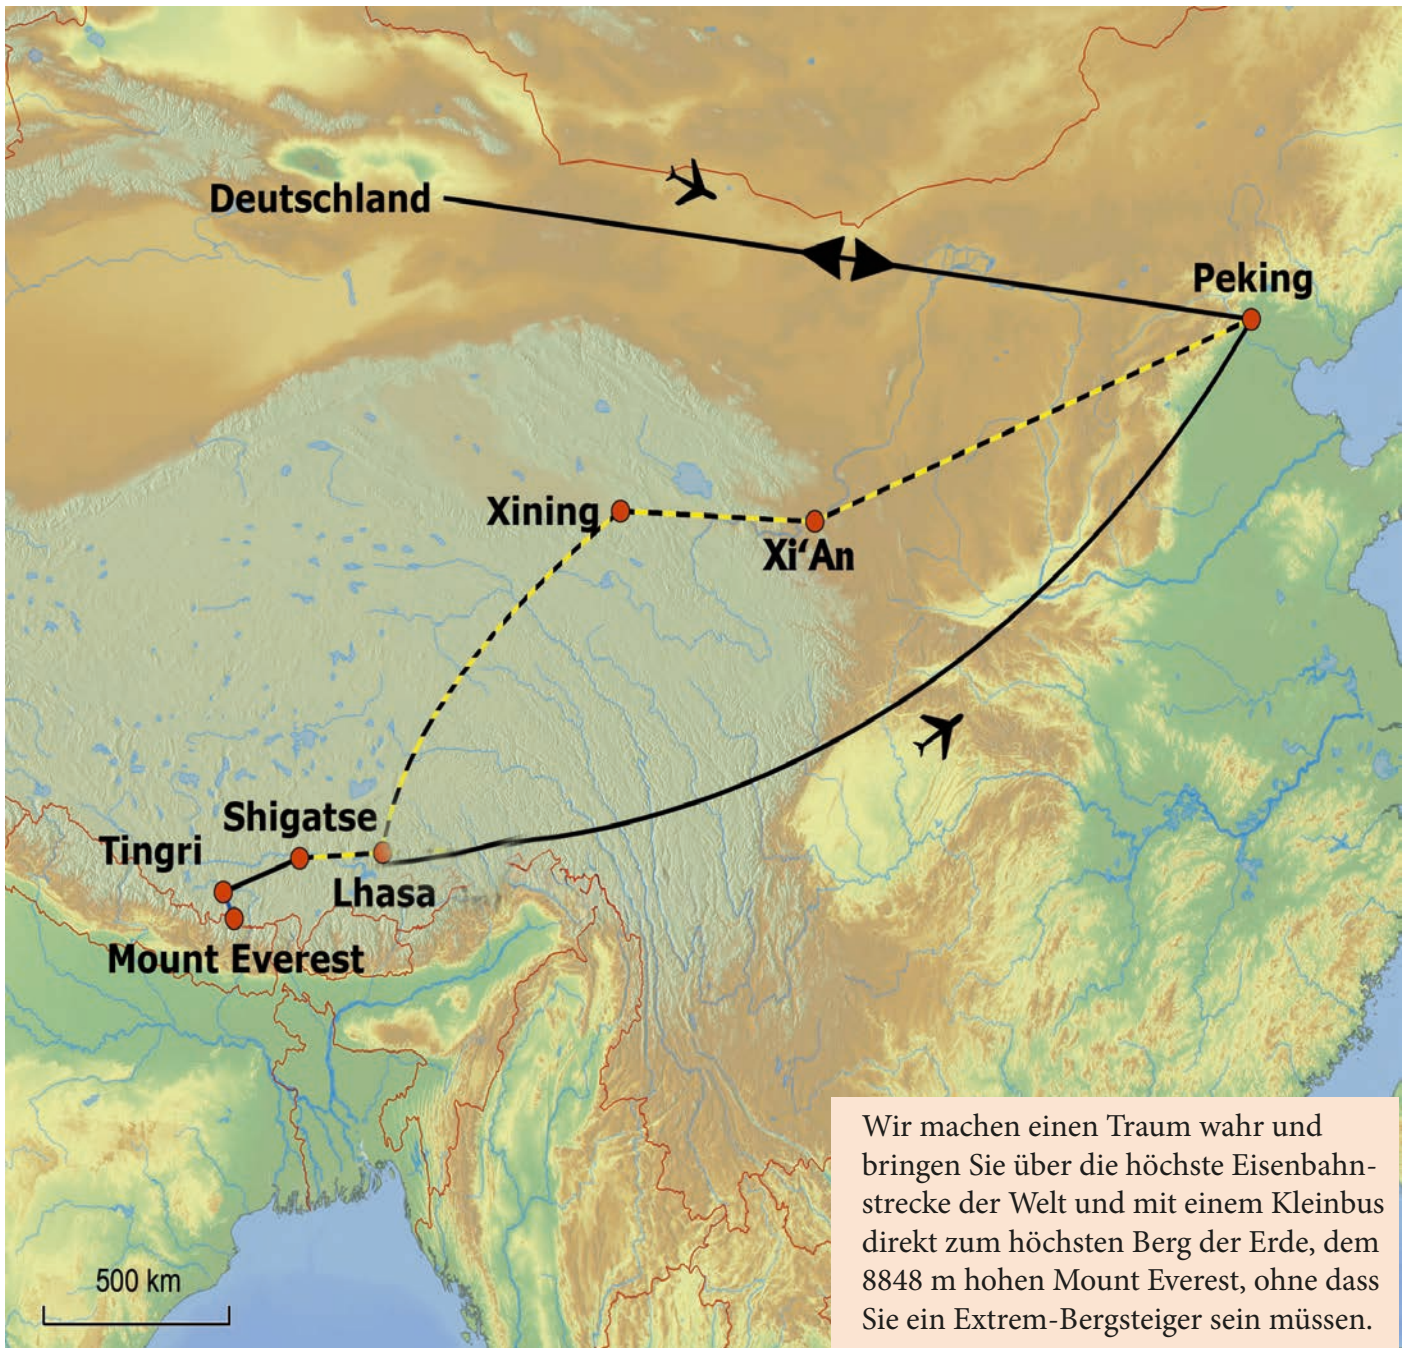 Deutschland
Peking
Xining
Xi‘An
Shigatse
Tingri
Lhasa
Mount Everest
500 km
Wir machen einen Traum wahr und
bringen Sie über die höchste Eisenbahn-
strecke der Welt und mit einem Kleinbus
direkt zum höchsten Berg der Erde, dem
8848 m hohen Mount Everest, ohne dass
Sie ein Extrem-Bergsteiger sein müssen.